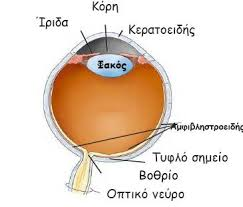 Κόρη
Ίριδα
Κερατοειδής
Φακός
Αμφιβληστροειδής
Τυφλό σημείο
Βοθρίο
Οπτικό νεύρο